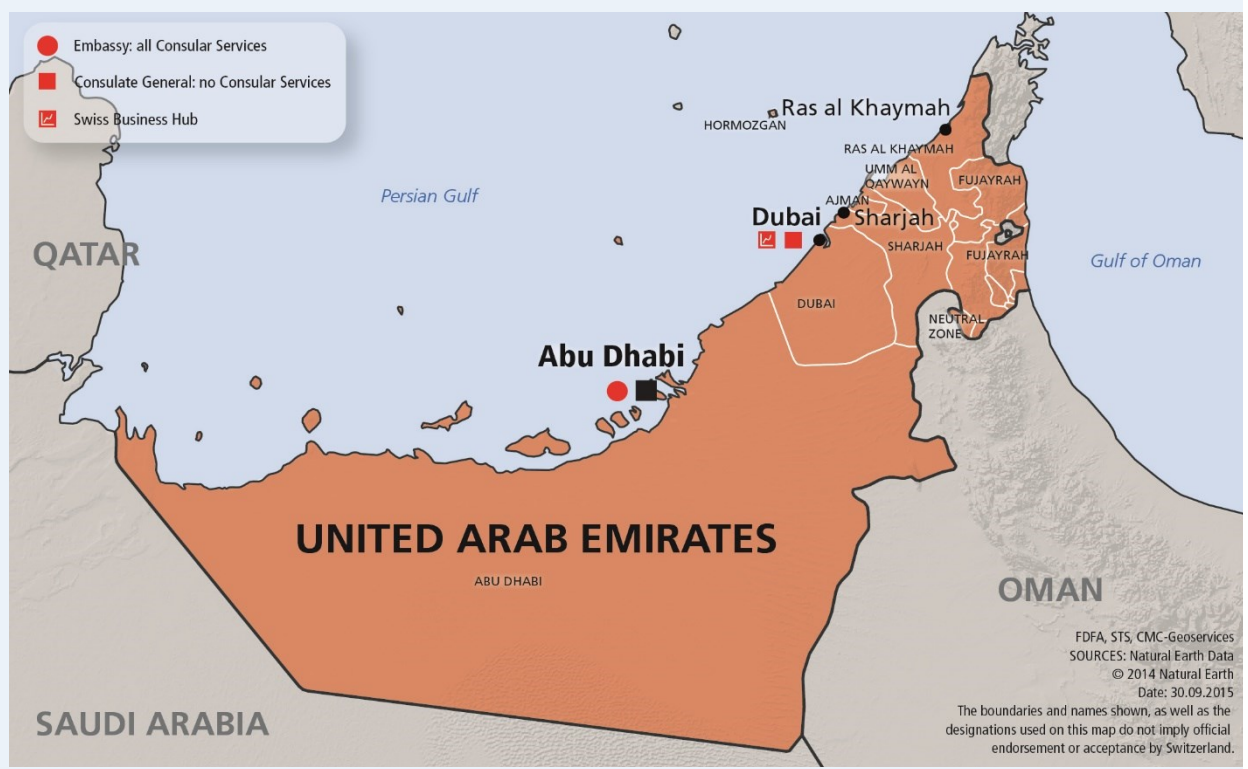 Embassy: all Consular Services
Consulate General: no Consular Services
Swiss Business Hub
Ras al Khaymah
HORMOZGAN
RAS AL KHAYMAH
UMM AL
QAYWAYN
FUJAYRAH
Persian Gulf
AJMAN
Dubai
Sharjah
QATAR
SHARJAH
FUJAYRAH
Gulf of Oman
DUBAI
NEUTRAL
ZONE
Abu Dhabi
UNITED ARAB EMIRATES
ABU DHABI
OMAN
SAUDI ARABIA
FDFA, STS, CMC-Geoservices
SOURCES: Natural Earth Data
© 2014 Natural Earth
Date: 30.09.2015
The boundaries and names shown, as well as the
designations used on this map do not imply official
endorsement or acceptance by Switzerland.